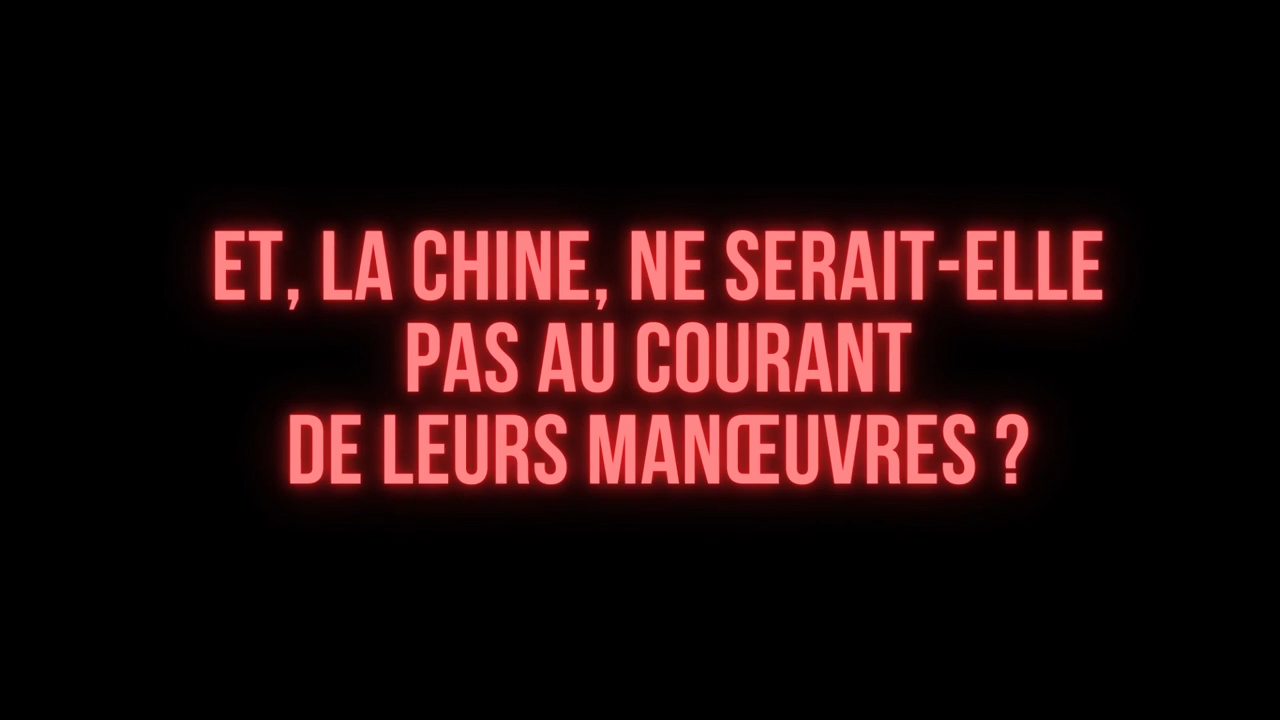 ET, LA CHINE, NE SERAIT-ELLE
PAS AU COURANT
DE LEURS MANŒUVRES ?